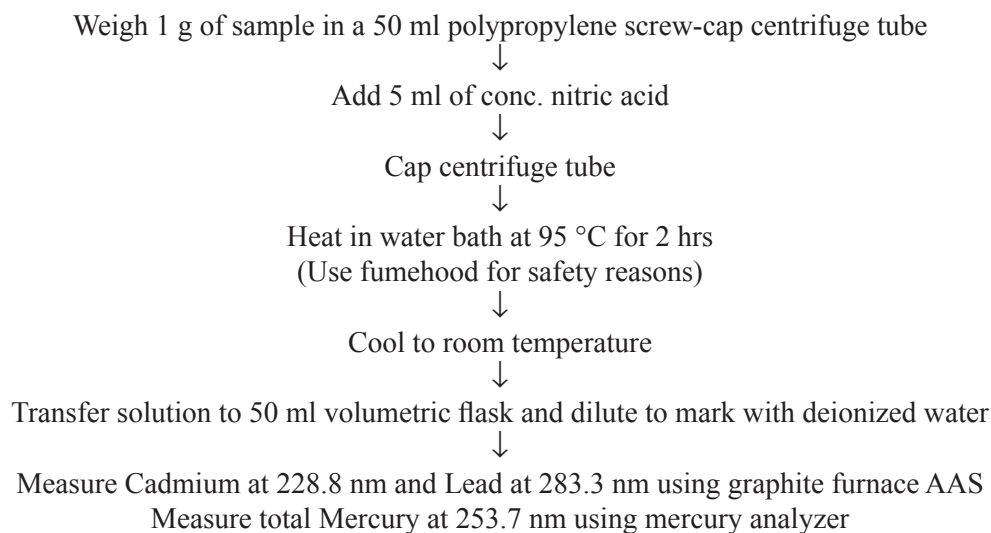 Weigh 1 g of sample in a 50 ml polypropylene screw-cap centrifuge tube
↓
Add 5 ml of conc. nitric acid
↓
Cap centrifuge tube
↓
Heat in water bath at 95 °C for 2 hrs
(Use fumehood for safety reasons)
↓
Cool to room temperature
↓
Transfer solution to 50 ml volumetric flask and dilute to mark with deionized water
↓
Measure Cadmium at 228.8 nm and Lead at 283.3 nm using graphite furnace AAS
Measure total Mercury at 253.7 nm using mercury analyzer